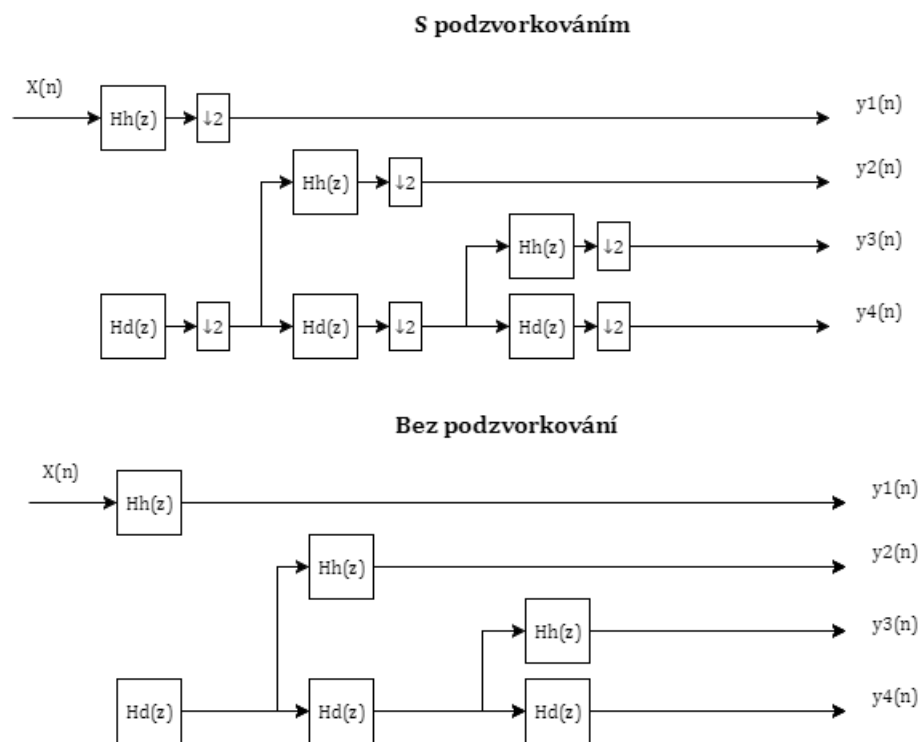 S podzvorkováním
X(n)
Hh(z) ↓2 y1(n)
Hh(z) ↓2 y2(n)
Hh(z) ↓2 y3(n)
Hd(z) ↓2 Hd(z) ↓2 Hd(z) ↓2 y4(n)
Bez podzvorkování
X(n)
Hh(z) y1(n)
Hh(z) y2(n)
Hh(z) y3(n)
Hd(z) Hd(z) Hd(z) y4(n)